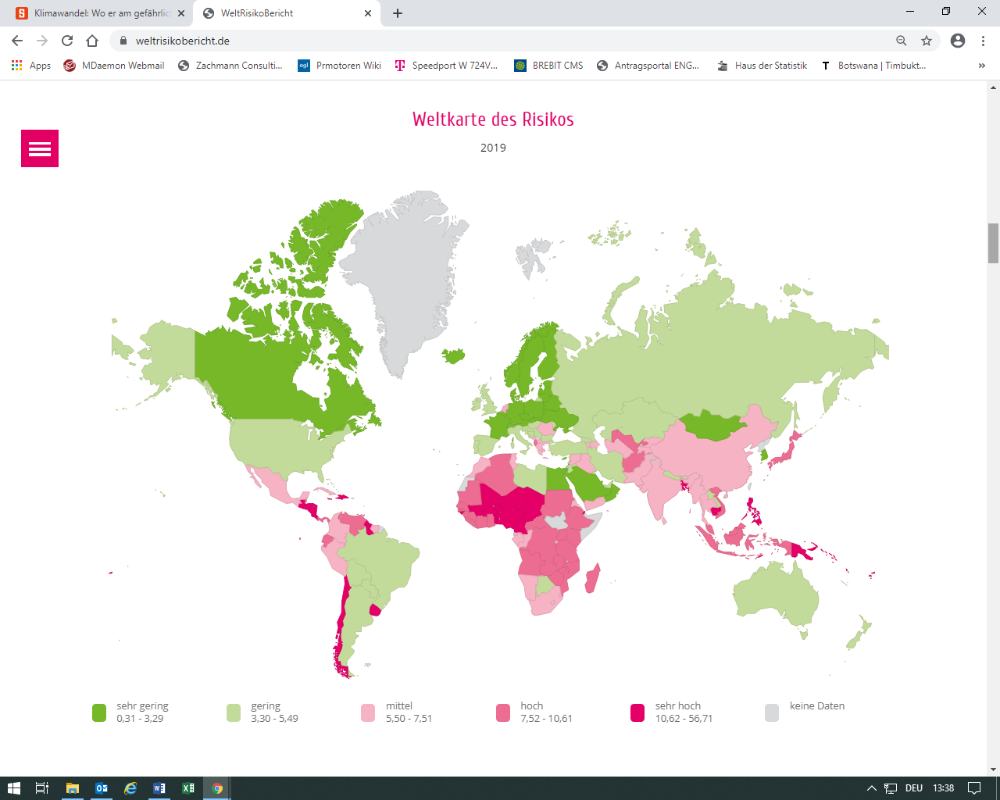 Klimawandel: Wo er am gefährlic
WeltRisikoBericht
weltrisikobericht.de
Apps
MDaemon Webmail
Zachmann Consulti...
agl
Prmotoren Wiki
Speedport W 724V...
BREBIT CMS
Antragsportal ENG...
Haus der Statistik
Botswana | Timbukt...
Weltkarte des Risikos
2019
sehr gering
0,31 - 3,29
gering
3,30 - 5,49
mittel
5,50 - 7,51
hoch
7,52 - 10,61
sehr hoch
10,62 - 56,71
keine Daten
DEU
13:38